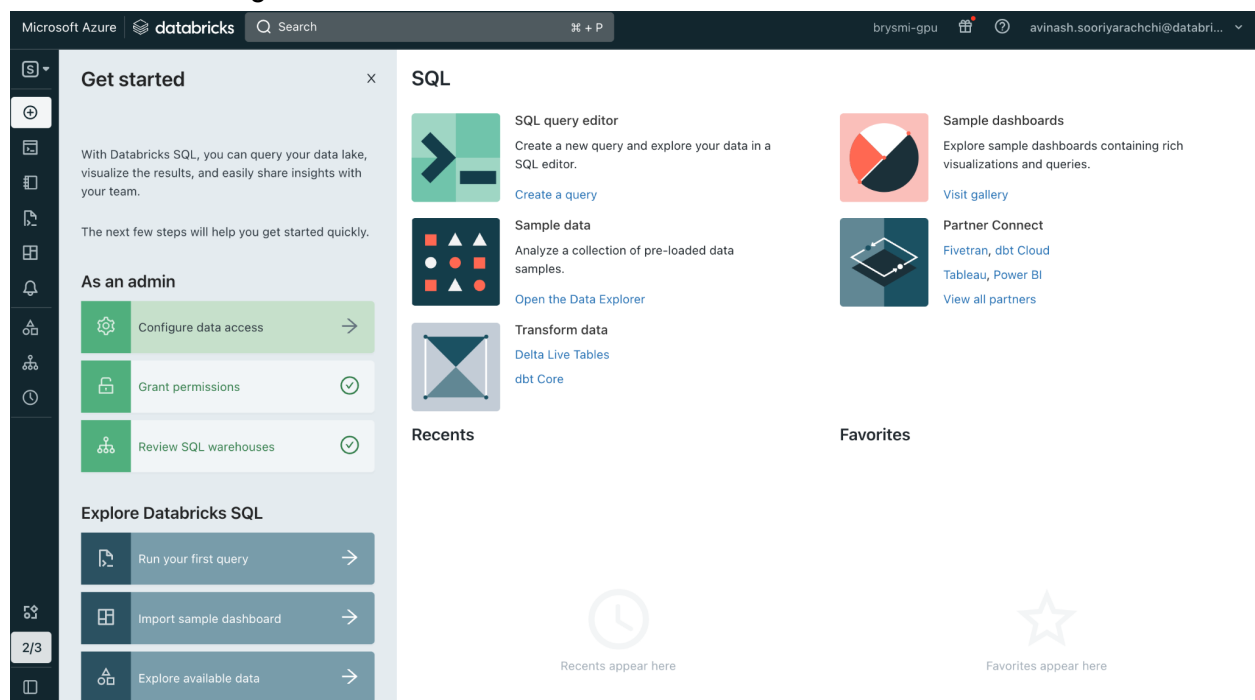 Microsoft Azure
databricks
Search
⌘ + P
brysmi-gpu
avinash.sooriyarachchi@databri...
S
2/3
Get started
X
With Databricks SQL, you can query your data lake,
visualize the results, and easily share insights with
your team.
The next few steps will help you get started quickly.
As an admin
Configure data access
Grant permissions
Review SQL warehouses
Explore Databricks SQL
Run your first query
Import sample dashboard
Explore available data
SQL
SQL query editor
Create a new query and explore your data in a
SQL editor.
Create a query
Sample data
Analyze a collection of pre-loaded data
samples.
Open the Data Explorer
Transform data
Delta Live Tables
dbt Core
Sample dashboards
Explore sample dashboards containing rich
visualizations and queries.
Visit gallery
Partner Connect
Fivetran, dbt Cloud
Tableau, Power BI
View all partners
Recents
Recents appear here
Favorites
Favorites appear here